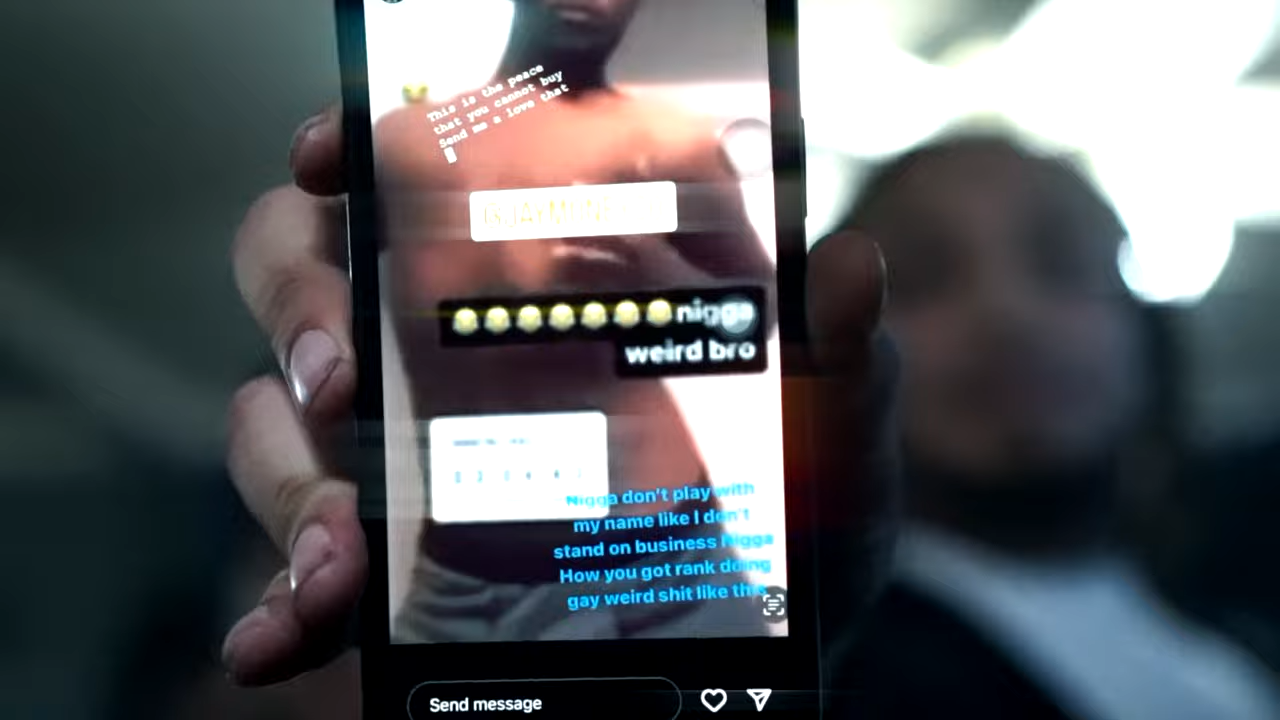 This is the peace
that you cannot buy
Send me a love that
😂😂😂😂😂😂😂nigga
weird bro
Nigga don't play with
my name like I don't
stand on business Nigga
How you got rank doing
gay weird shit like this
Send message